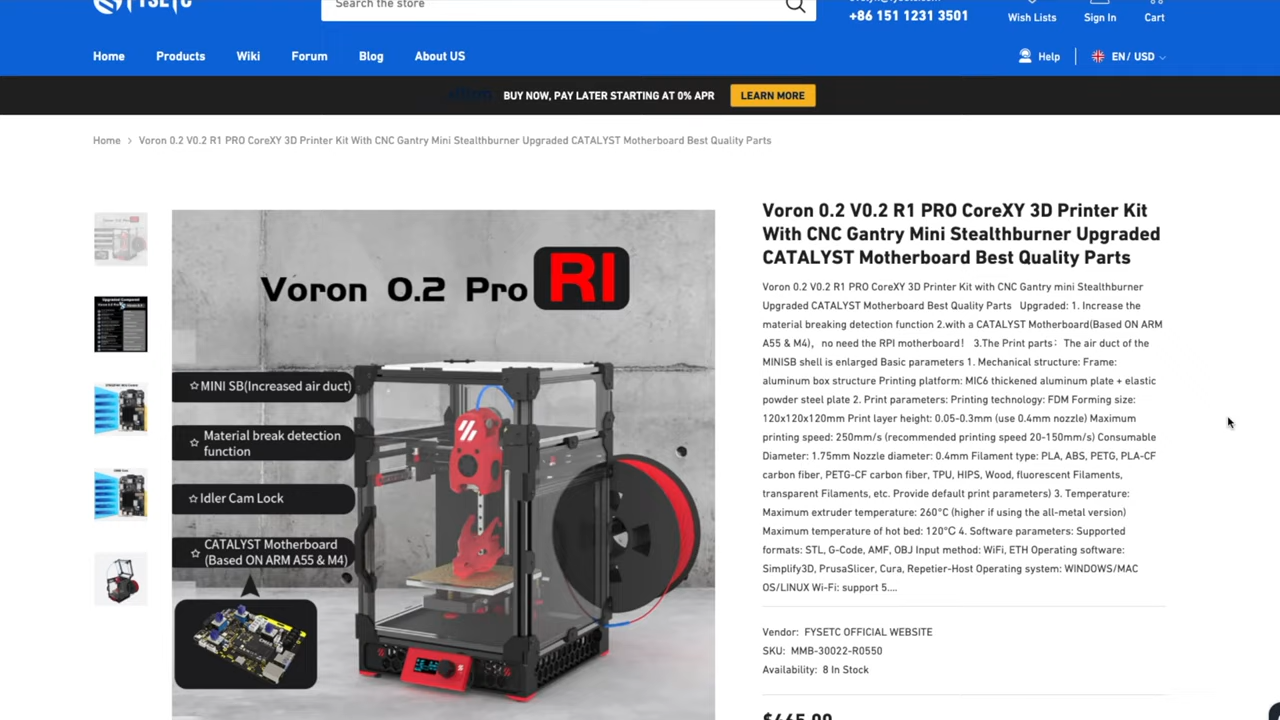 FYSETC
Search the store
+86 151 1231 3501
Wish Lists
Sign In
Cart
Home
Products
Wiki
Forum
Blog
About US
Help
EN/ USD
BUY NOW, PAY LATER STARTING AT 0% APR
LEARN MORE
Home > Voron 0.2 V0.2 R1 PRO CoreXY 3D Printer Kit With CNC Gantry Mini Stealthburner Upgraded CATALYST Motherboard Best Quality Parts
Voron 0.2 Pro R1
☆MINI SB(Increased air duct)
☆ Material break detection
function
☆ Idler Cam Lock
☆ CATALYST Motherboard
(Based ON ARM A55 & M4)
Voron 0.2 V0.2 R1 PRO CoreXY 3D Printer Kit
With CNC Gantry Mini Stealthburner Upgraded
CATALYST Motherboard Best Quality Parts
Voron 0.2 V0.2 R1 PRO CoreXY 3D Printer Kit with CNC Gantry mini Stealthburner
Upgraded CATALYST Motherboard Best Quality Parts Upgraded: 1. Increase the
material breaking detection function 2.with a CATALYST Motherboard(Based ON ARM
A55 & M4)， no need the RPI motherboard！ 3.The Print parts： The air duct of the
MINISB shell is enlarged Basic parameters 1. Mechanical structure: Frame:
aluminum box structure Printing platform: MIC6 thickened aluminum plate + elastic
powder steel plate 2. Print parameters: Printing technology: FDM Forming size:
120x120x120mm Print layer height: 0.05-0.3mm (use 0.4mm nozzle) Maximum
printing speed: 250mm/s (recommended printing speed 20-150mm/s) Consumable
Diameter: 1.75mm Nozzle diameter: 0.4mm Filament type: PLA, ABS, PETG, PLA-CF
carbon fiber, PETG-CF carbon fiber, TPU, HIPS, Wood, fluorescent Filaments,
transparent Filaments, etc. Provide default print parameters) 3. Temperature:
Maximum extruder temperature: 260°C (higher if using the all-metal version)
Maximum temperature of hot bed: 120°C 4. Software parameters: Supported
formats: STL, G-Code, AMF, OBJ Input method: WiFi, ETH Operating software:
Simplify3D, PrusaSlicer, Cura, Repetier-Host Operating system: WINDOWS/MAC
OS/LINUX Wi-Fi: support 5....
Vendor: FYSETC OFFICIAL WEBSITE
SKU: MMB-30022-R0550
Availability: 8 In Stock
$465.00